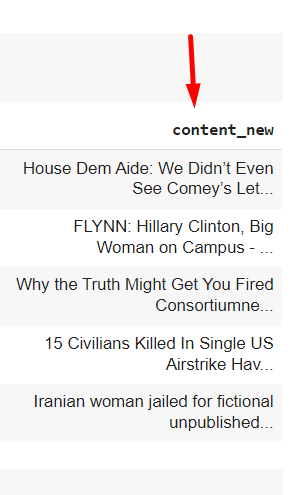 content_new
House Dem Aide: We Didn’t Even
See Comey’s Let...
FLYNN: Hillary Clinton, Big
Woman on Campus - ...
Why the Truth Might Get You Fired
Consortiumne...
15 Civilians Killed In Single US
Airstrike Hav...
Iranian woman jailed for fictional
unpublished...